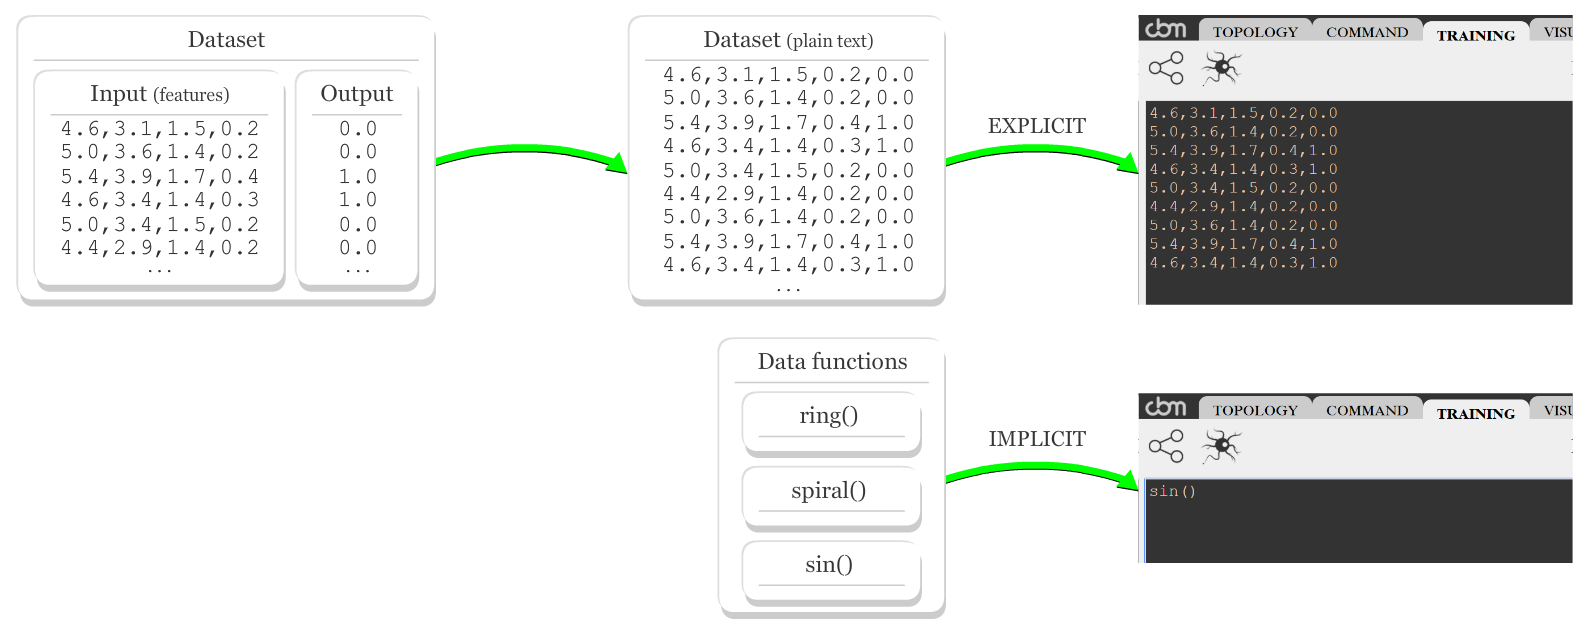 Dataset
Input (features)
4.6,3.1,1.5,0.2
5.0,3.6,1.4,0.2
5.4,3.9,1.7,0.4
4.6,3.4,1.4,0.3
5.0,3.4,1.5,0.2
4.4,2.9,1.4,0.2
...
Output
0.0
0.0
1.0
1.0
0.0
0.0
...
Dataset (plain text)
4.6,3.1,1.5,0.2,0.0
5.0,3.6,1.4,0.2,0.0
5.4,3.9,1.7,0.4,1.0
4.6,3.4,1.4,0.3,1.0
5.0,3.4,1.5,0.2,0.0
4.4,2.9,1.4,0.2,0.0
5.0,3.6,1.4,0.2,0.0
5.4,3.9,1.7,0.4,1.0
4.6,3.4,1.4,0.3,1.0
...
EXPLICIT
cbm TOPOLOGY COMMAND TRAINING VISU
4.6,3.1,1.5,0.2,0.0
5.0,3.6,1.4,0.2,0.0
5.4,3.9,1.7,0.4,1.0
4.6,3.4,1.4,0.3,1.0
5.0,3.4,1.5,0.2,0.0
4.4,2.9,1.4,0.2,0.0
5.0,3.6,1.4,0.2,0.0
5.4,3.9,1.7,0.4,1.0
4.6,3.4,1.4,0.3,1.0
Data functions
ring()
spiral()
sin()
IMPLICIT
cbm TOPOLOGY COMMAND TRAINING VISU
sin()